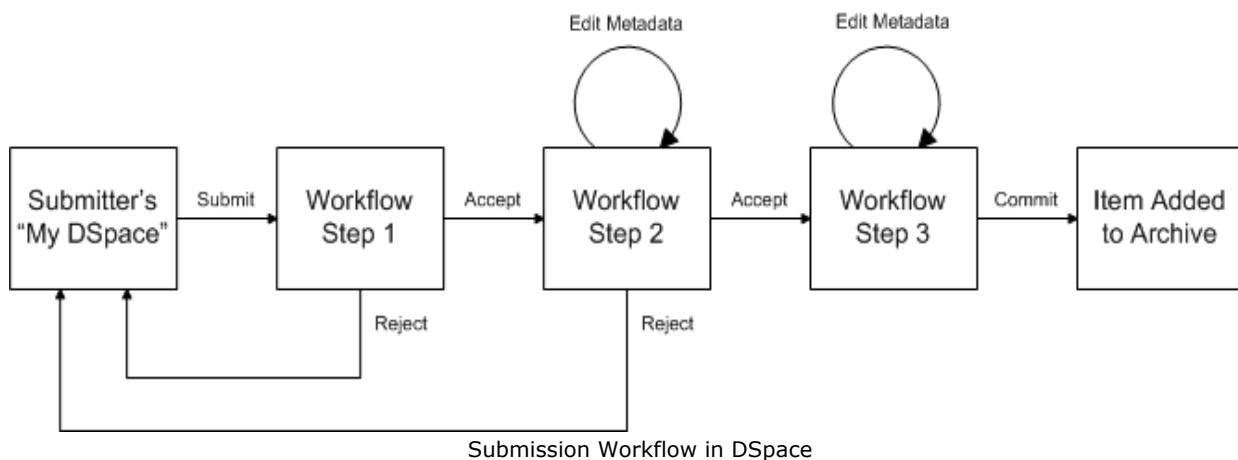 Edit Metadata
Edit Metadata
Submitter's
“My DSpace”
Submit
Workflow
Step 1
Accept
Workflow
Step 2
Accept
Workflow
Step 3
Commit
Item Added
to Archive
Reject
Reject
Submission Workflow in DSpace